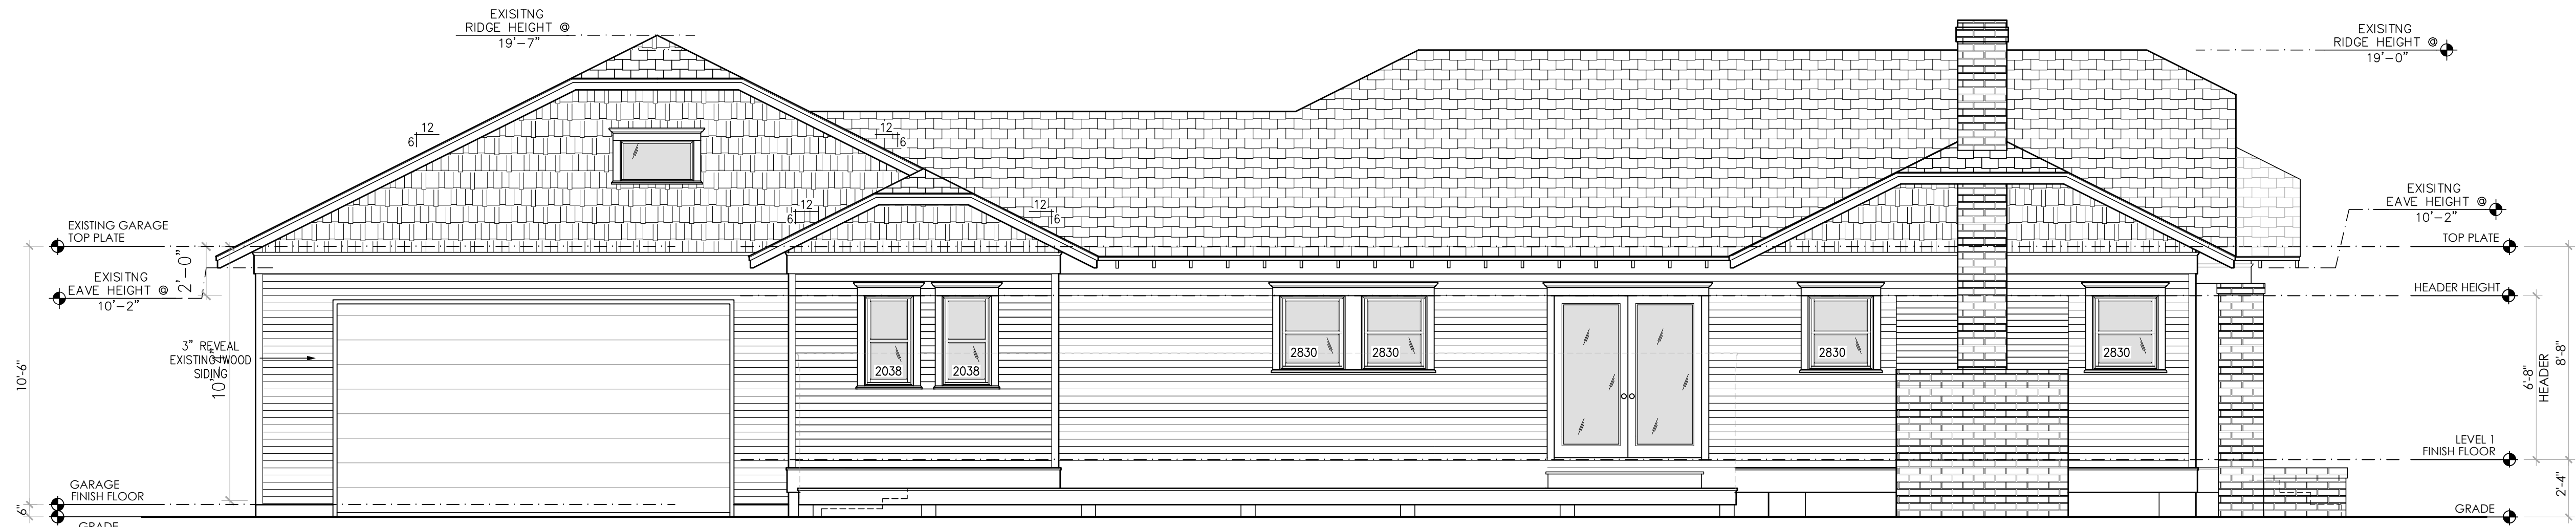 EXISITNG
RIDGE HEIGHT @
19'-7"
EXISITNG
RIDGE HEIGHT @
19'-0"
12
6
12
6
12
6
12
6
EXISTING GARAGE
TOP PLATE
EXISITNG
EAVE HEIGHT @
10'-2"
2'-0"
EXISITNG
EAVE HEIGHT @
10'-2"
TOP PLATE
HEADER HEIGHT
3" REVEAL
EXISTING WOOD
SIDING
10'-6"
2038
2038
2830
2830
2830
2830
6'-8"
HEADER
8'-8"
LEVEL 1
FINISH FLOOR
2'-4"
GARAGE
FINISH FLOOR
6"
GRADE
GRADE